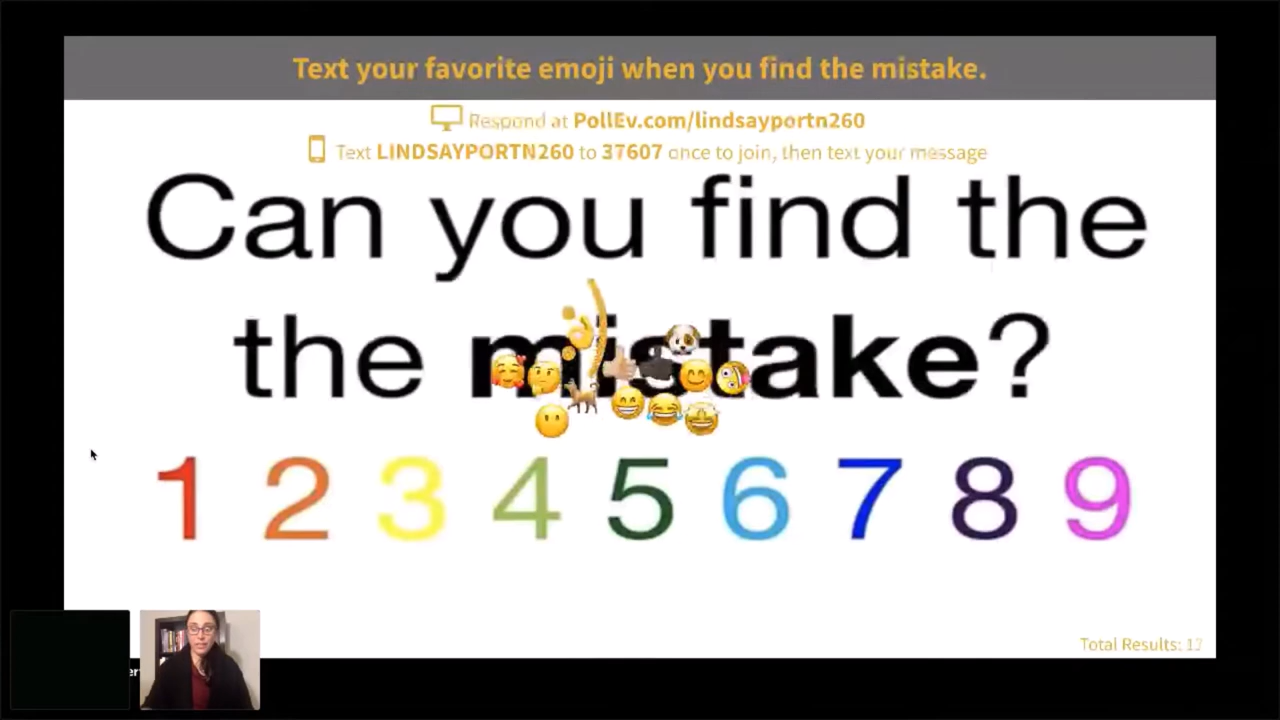 Text your favorite emoji when you find the mistake.
Respond at PollEv.com/lindsayportn260
Text LINDSAYPORTN260 to 37607 once to join, then text your message
Can you find the
the mistake?
1 2 3 4 5 6 7 8 9
Total Results: